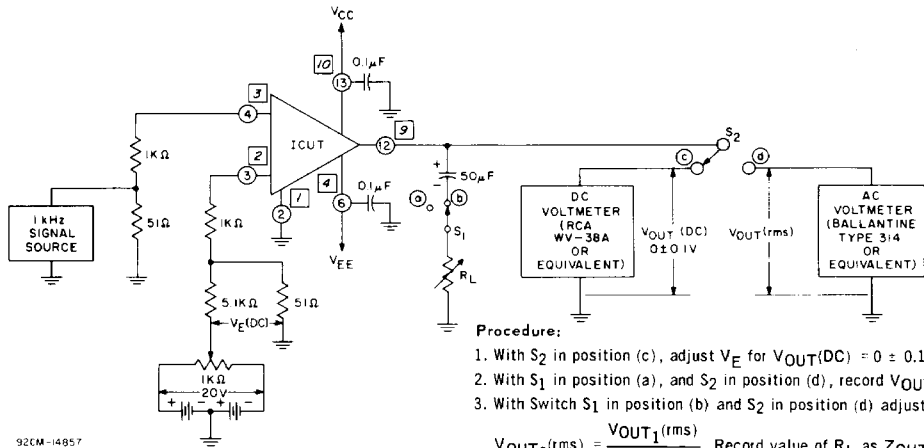 VCC
10
0.1µF
13
3
4
ICUT
9
12
S2
2
3
4
1
2
6
0.1µF
+
50µF
-
a
b
c
d
1KΩ
51Ω
1 kHz
SIGNAL
SOURCE
1KΩ
VEE
S1
RL
DC
VOLTMETER
(RCA
WV-38A
OR
EQUIVALENT)
VOUT (DC)
0±0.1V
VOUT(rms)
AC
VOLTMETER
(BALLANTINE
TYPE 314
OR
EQUIVALENT)
5.1KΩ
51Ω
VE(DC)
1KΩ
20V
+ - + -
92CM-14857
Procedure:
1. With S2 in position (c), adjust VE for VOUT(DC) = 0 ± 0.1
2. With S1 in position (a), and S2 in position (d), record VOUT
3. With Switch S1 in position (b) and S2 in position (d) adjust
VOUT1(rms)
VOUT2(rms) = Record value of RL as ZOUT